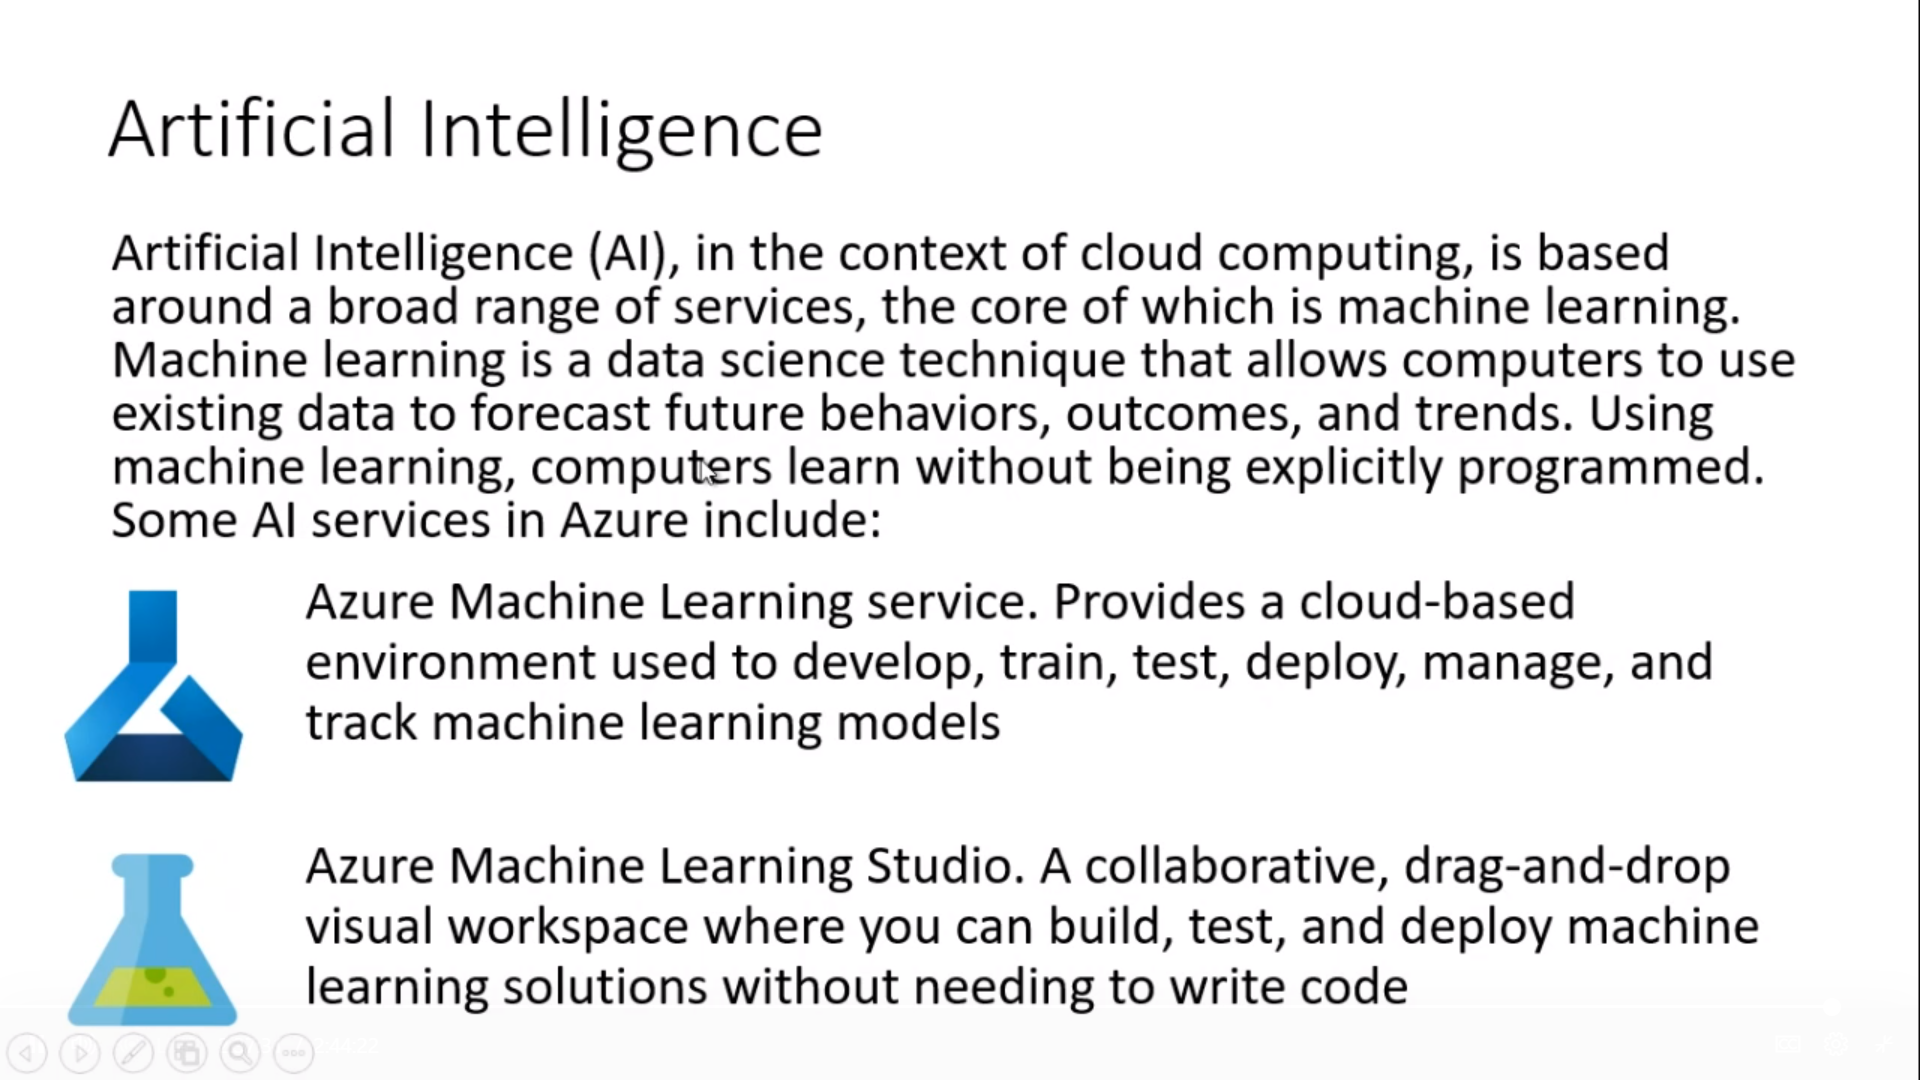 Artificial Intelligence
Artificial Intelligence (AI), in the context of cloud computing, is based
around a broad range of services, the core of which is machine learning.
Machine learning is a data science technique that allows computers to use
existing data to forecast future behaviors, outcomes, and trends. Using
machine learning, computers learn without being explicitly programmed.
Some AI services in Azure include:
Azure Machine Learning service. Provides a cloud-based
environment used to develop, train, test, deploy, manage, and
track machine learning models
Azure Machine Learning Studio. A collaborative, drag-and-drop
visual workspace where you can build, test, and deploy machine
learning solutions without needing to write code